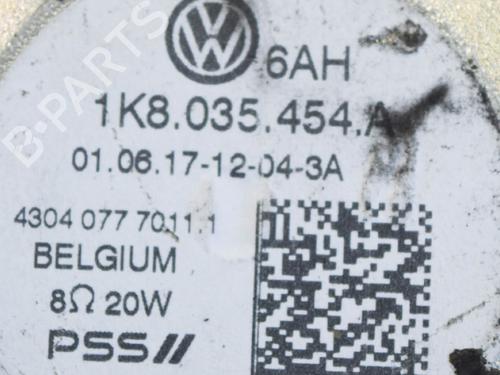 6AH
1K8.035.454.A
01.06.17-12-04-3A
4304 077 7011.1
BELGIUM
8Ω 20W
PSS//
B-PARTS